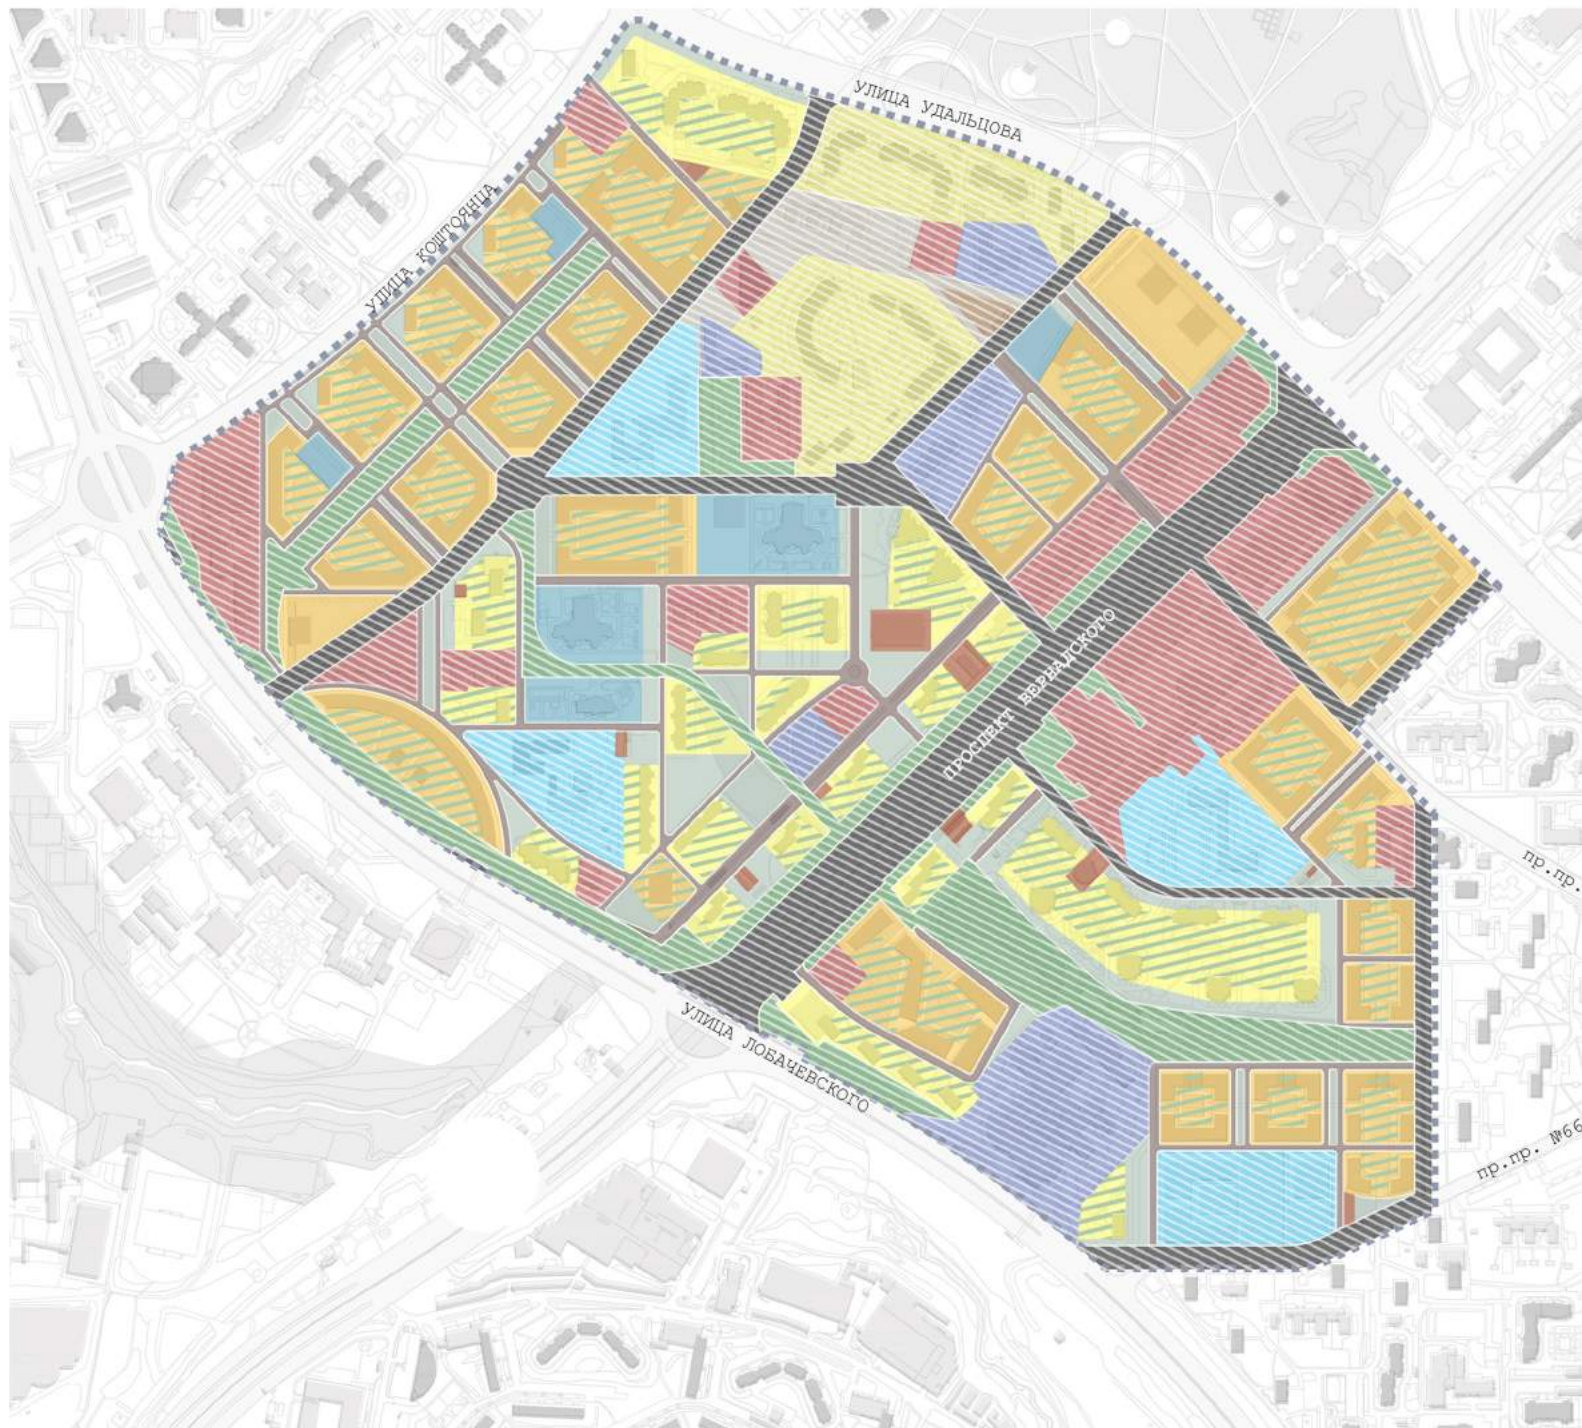 УЛИЦА УДАЛЬЦОВА
УЛИЦА КОШТОЯНЦА
ПРОСПЕКТ ВЕРНАДСКОГО
пр.пр.
УЛИЦА ЛОБАЧЕВСКОГО
пр.пр. №66